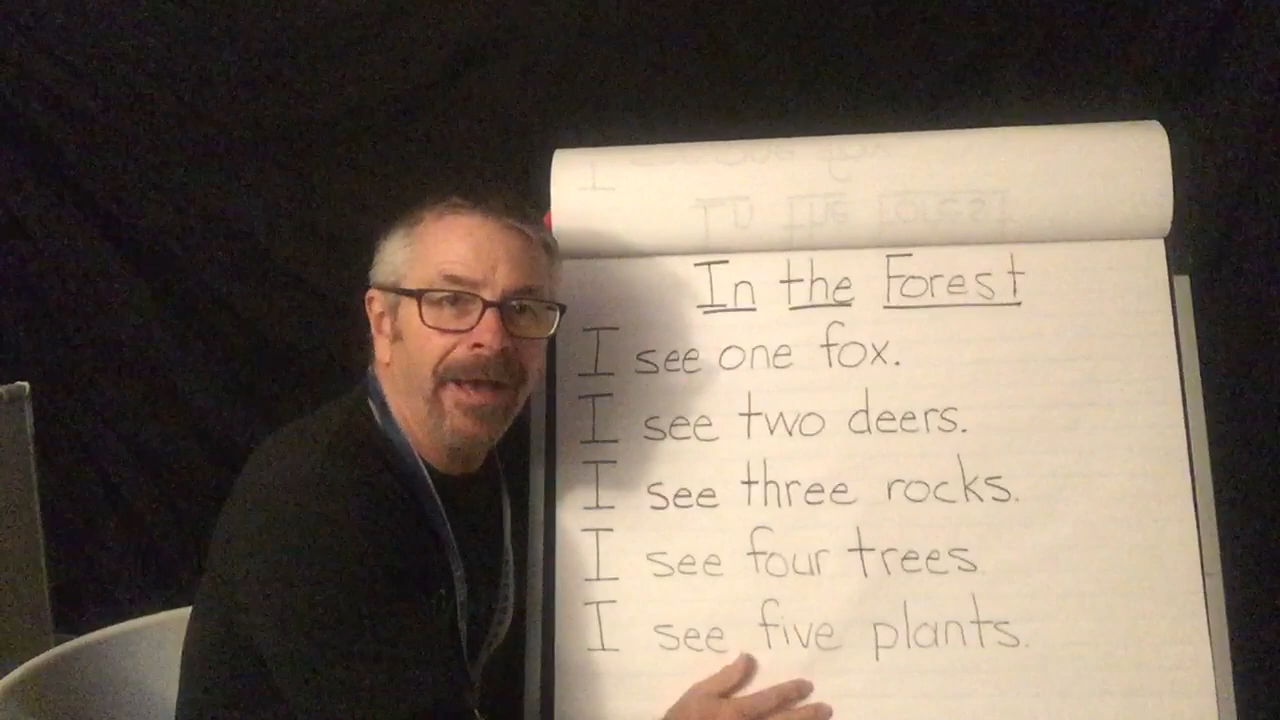 In the Forest
I see one fox.
I see two deers.
I see three rocks.
I see four trees
I see five plants.